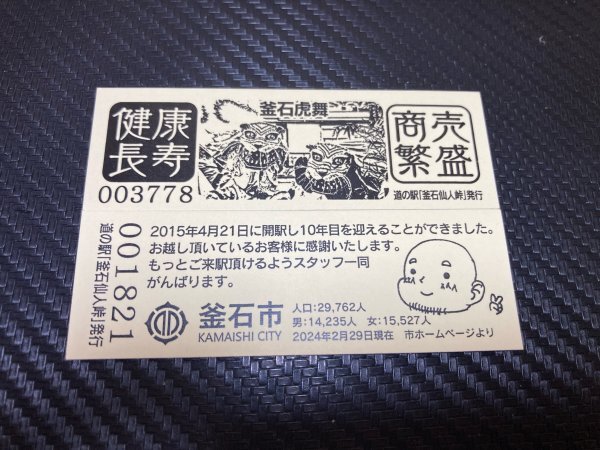 健康
長寿
003778
釜石虎舞
商売
繁盛
道の駅「釜石仙人峠」発行
2015年4月21日に開駅し10年目を迎えることができました。
お越し頂いているお客様に感謝いたします。
もっとご来駅頂けるようスタッフ一同
がんばります。
釜石市
KAMAISHI CITY
人口:29,762人
男:14,235人 女:15,527人
2024年2月29日現在 市ホームページより
001821
道の駅「釜石仙人峠」発行